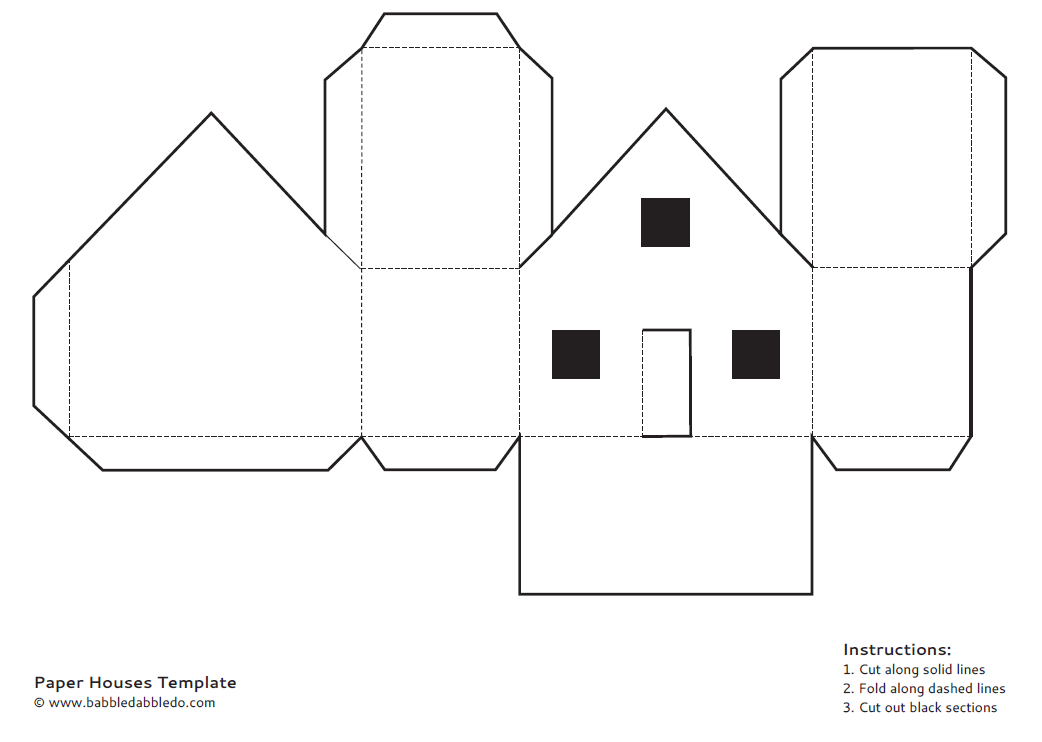 Paper Houses Template
© www.babbledabbledo.com
Instructions:
1. Cut along solid lines
2. Fold along dashed lines
3. Cut out black sections